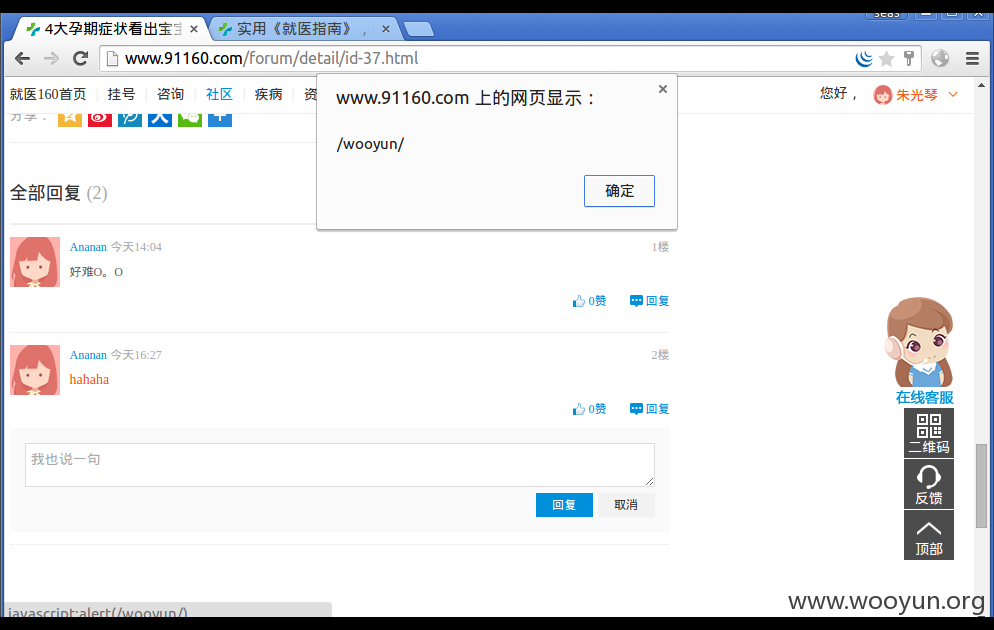 seas
4大孕期症状看出宝宝
实用《就医指南》,
www.91160.com/forum/detail/id-37.html
就医160首页 挂号 咨询 社区 疾病 资
您好， 朱光琴
www.91160.com 上的网页显示：
/wooyun/
确定
分享：
全部回复 (2)
Ananan 今天14:04 1楼
好难O。O
0赞 回复
Ananan 今天16:27 2楼
hahaha
0赞 回复
我也说一句
回复 取消
在线客服
二维码
反馈
顶部
javascript:alert(/wooyun/)
www.wooyun.org